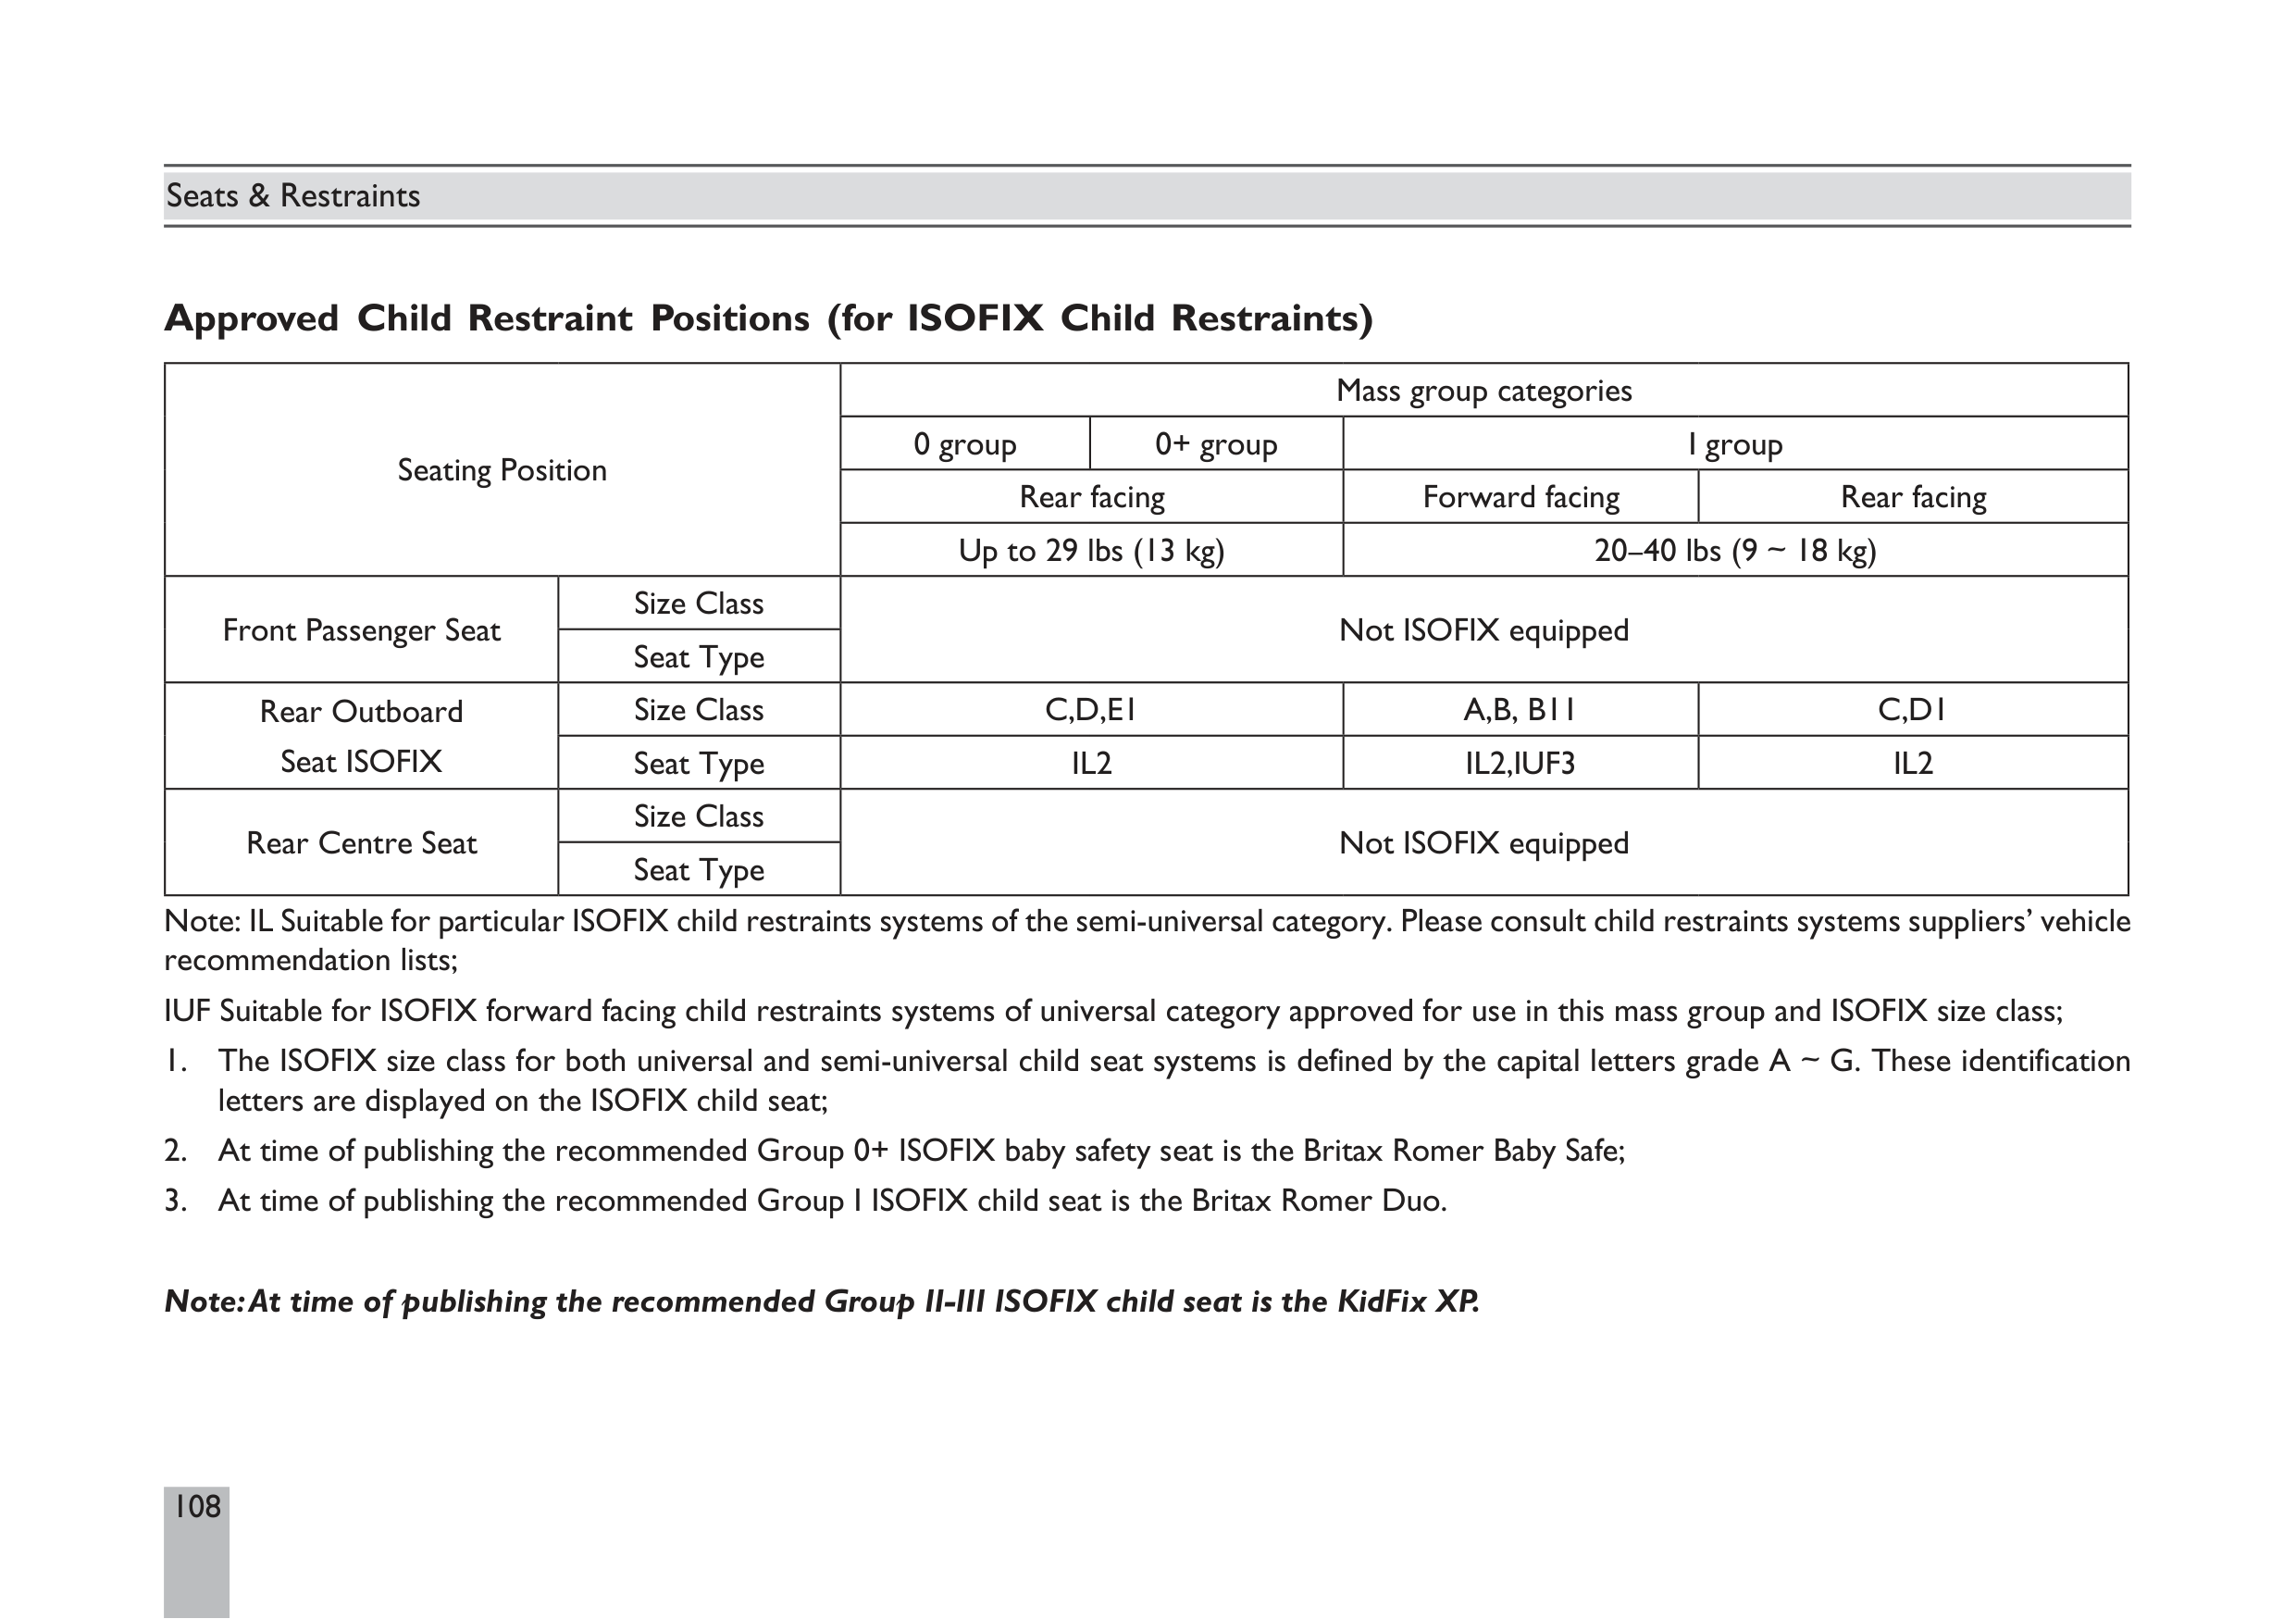 Seats & Restraints
Approved Child Restraint Positions (for ISOFIX Child Restraints)
Seating Position
Mass group categories
0 group
0+ group
I group
Rear facing
Forward facing
Rear facing
Up to 29 lbs (13 kg)
20–40 lbs (9 ~ 18 kg)
Front Passenger Seat
Size Class
Seat Type
Not ISOFIX equipped
Rear Outboard
Seat ISOFIX
Size Class
C,D,E1
A,B, B11
C,D1
Seat Type
IL2
IL2,IUF3
IL2
Rear Centre Seat
Size Class
Seat Type
Not ISOFIX equipped
Note: IL Suitable for particular ISOFIX child restraints systems of the semi-universal category. Please consult child restraints systems suppliers’ vehicle
recommendation lists;
IUF Suitable for ISOFIX forward facing child restraints systems of universal category approved for use in this mass group and ISOFIX size class;
1. The ISOFIX size class for both universal and semi-universal child seat systems is defined by the capital letters grade A ~ G. These identification
letters are displayed on the ISOFIX child seat;
2. At time of publishing the recommended Group 0+ ISOFIX baby safety seat is the Britax Romer Baby Safe;
3. At time of publishing the recommended Group I ISOFIX child seat is the Britax Romer Duo.
Note: At time of publishing the recommended Group II-III ISOFIX child seat is the KidFix XP.
108